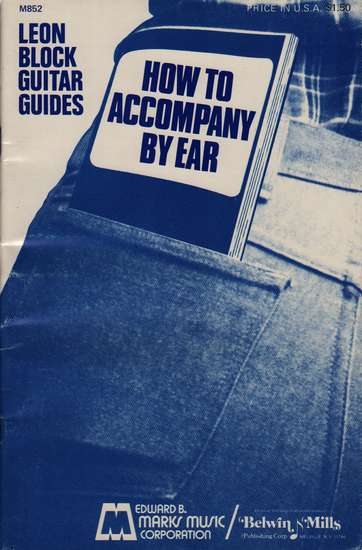 M852
PRICE IN U.S.A. $1.50
LEON
BLOCK
GUITAR
GUIDES
HOW TO
ACCOMPANY
BY EAR
EDWARD B.
MARKS MUSIC
CORPORATION
Belwin Mills
Publishing Corp